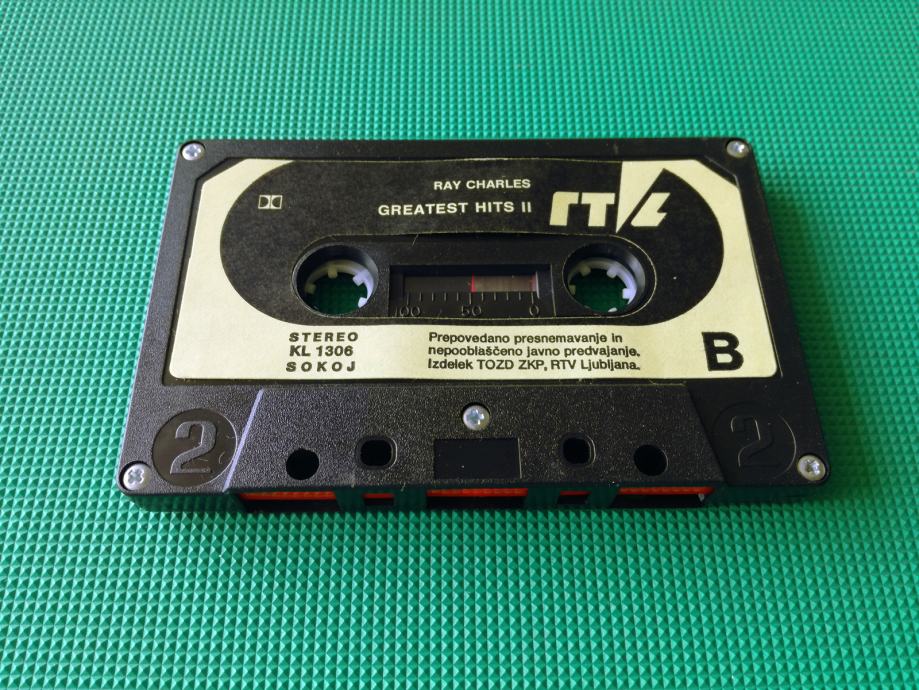 RAY CHARLES
GREATEST HITS II
rtvl
100 50 0
STEREO
KL 1306
SOKOJ
Prepovedano presnemavanje in
nepooblaščeno javno predvajanje.
Izdelek TOZD ZKP, RTV Ljubljana.
B
2
2